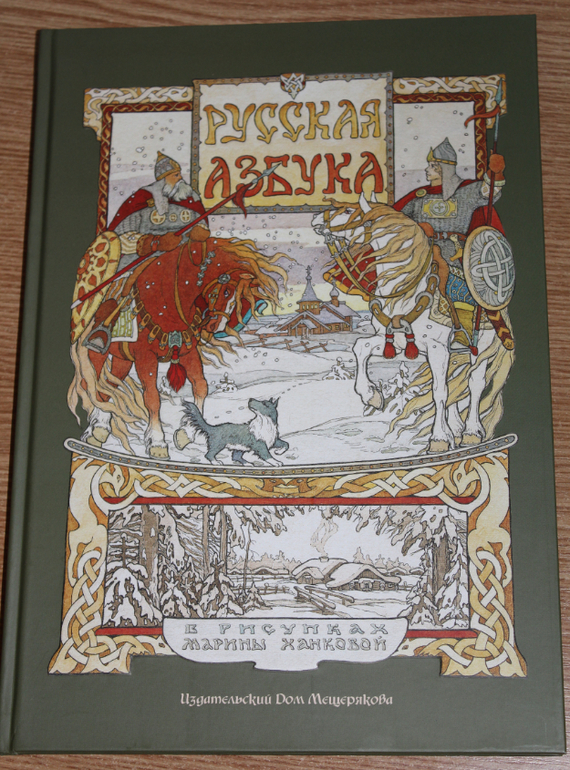 РУССКАЯ
АЗБУКА
В РИСУНКАХ
МАРИНЫ ХАНКОВОЙ
Издательский Дом Мещерякова